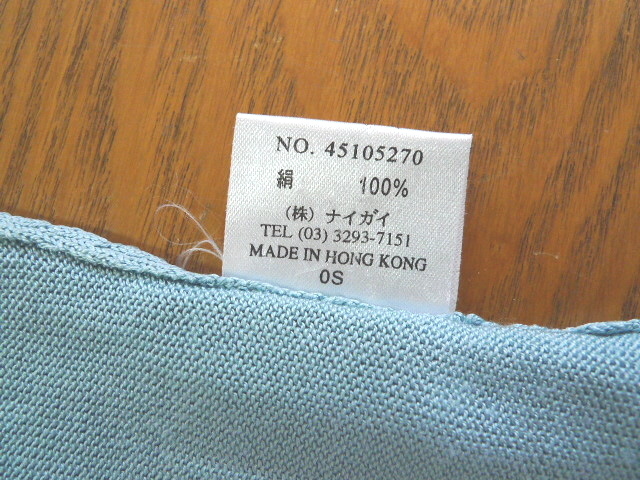 NO. 45105270
絹 100%
（株）ナイガイ
TEL (03) 3293-7151
MADE IN HONG KONG
0S